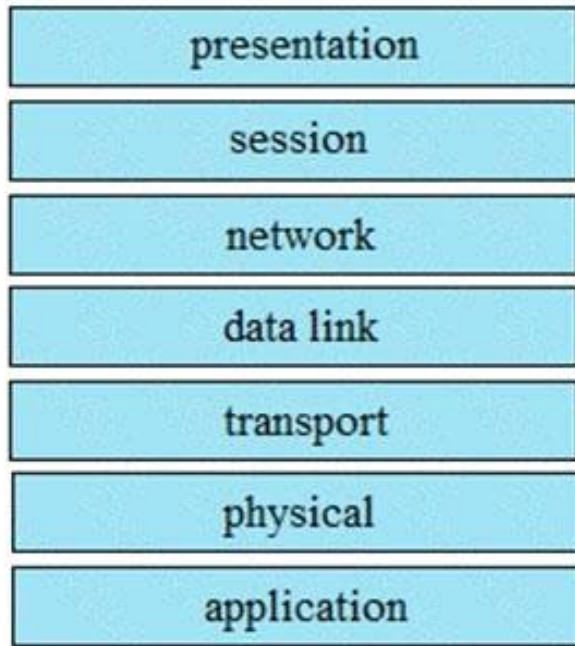 presentation
session
network
data link
transport
physical
application